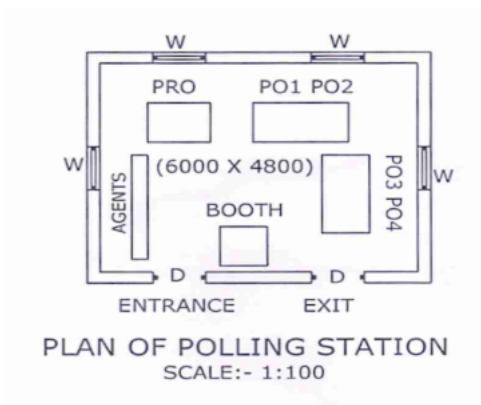 W W
PRO PO1 PO2
W (6000 X 4800) W
AGENTS
PO3 PO4
BOOTH
D D
ENTRANCE EXIT
PLAN OF POLLING STATION
SCALE:- 1:100